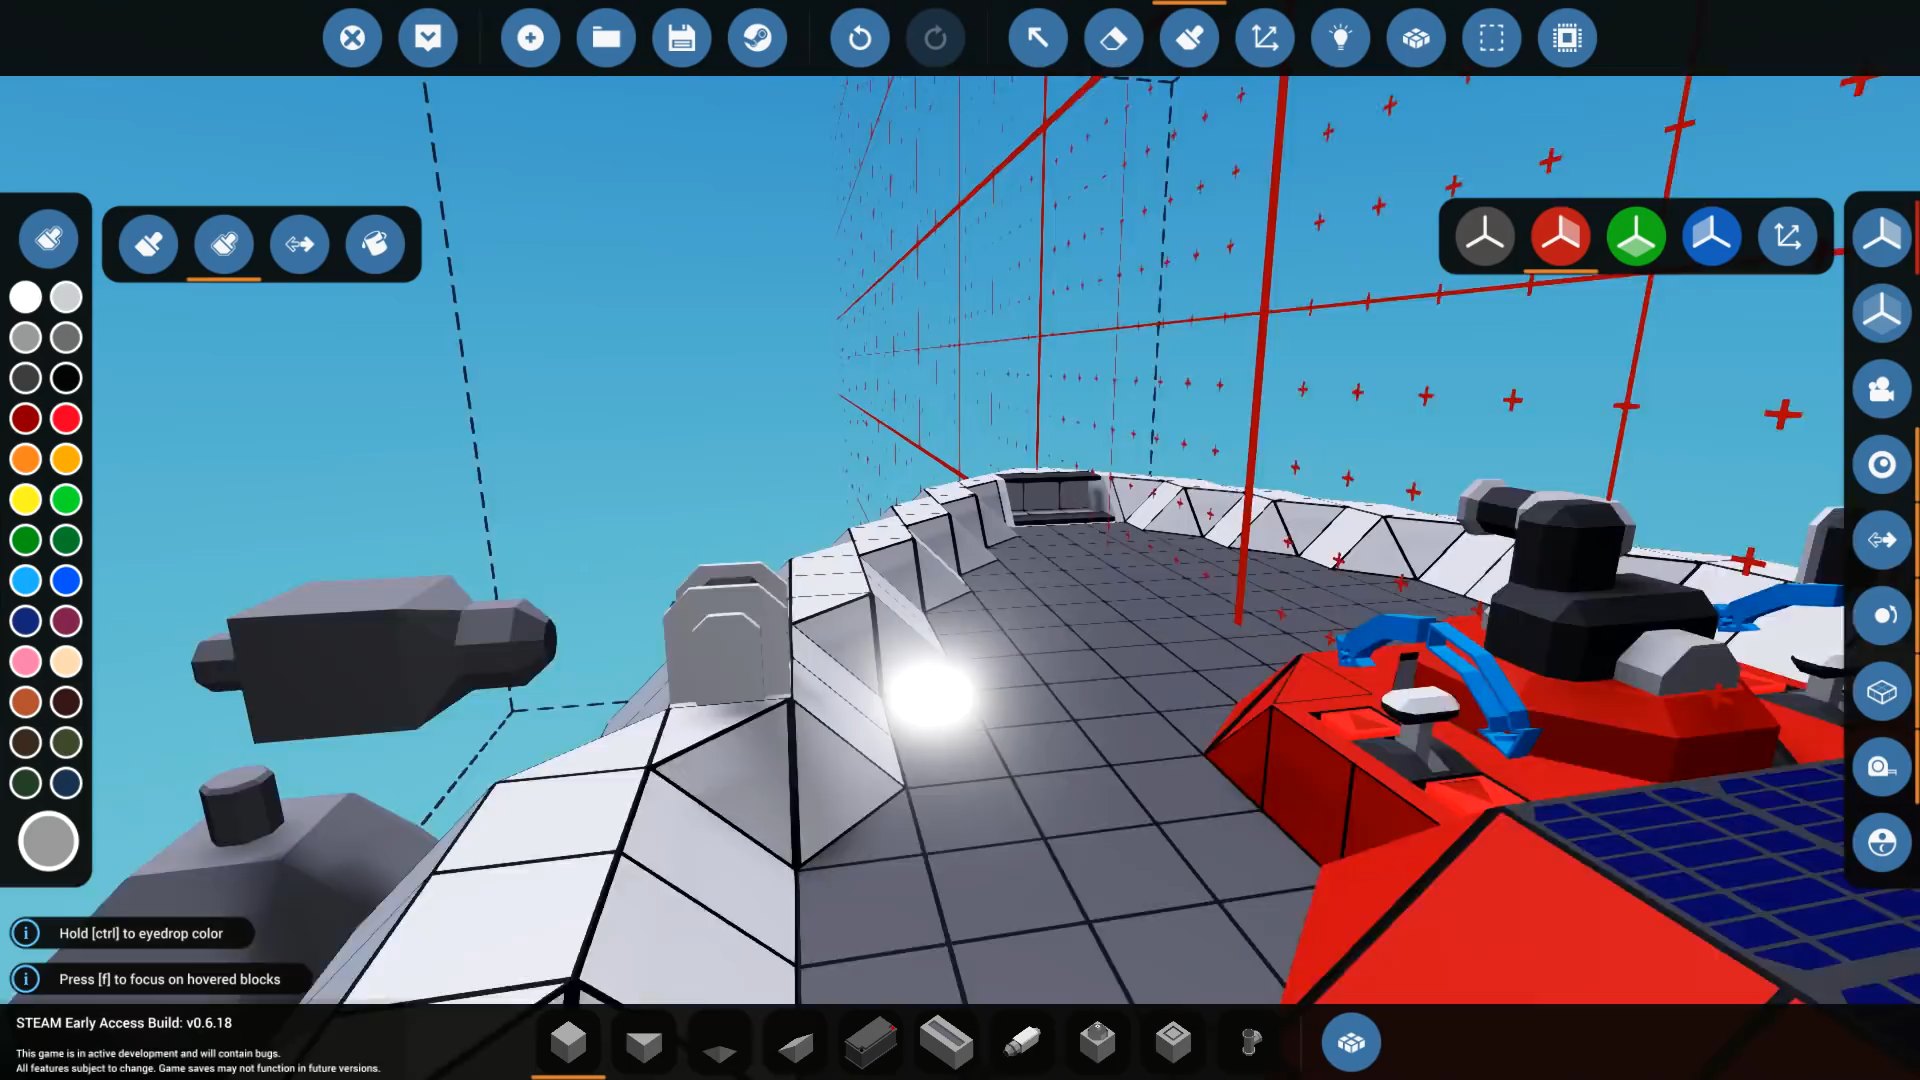 Hold [ctrl] to eyedrop color
Press [f] to focus on hovered blocks
STEAM Early Access Build: v0.6.18
This game is in active development and will contain bugs.
All features subject to change. Game saves may not function in future versions.